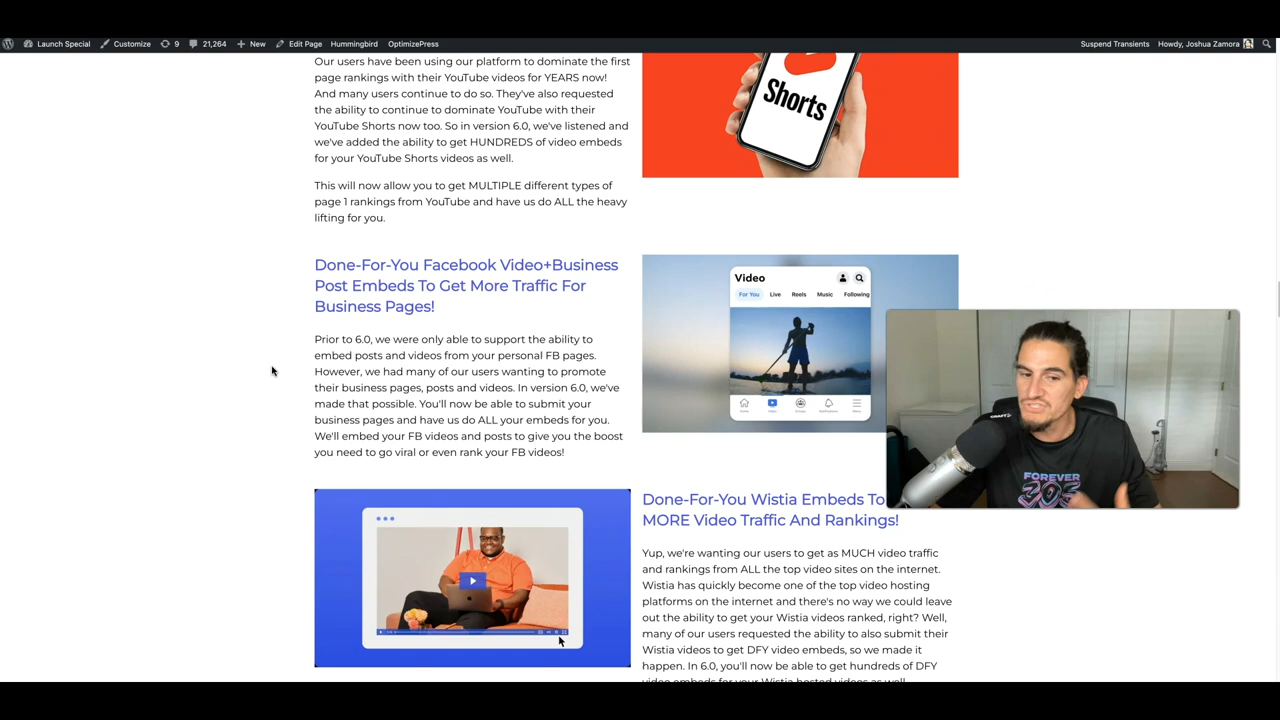 Launch Special
Customize
9
21,264
New
Edit Page
Hummingbird
OptimizePress
Suspend Transients
Howdy, Joshua Zamora
Our users have been using our platform to dominate the first
page rankings with their YouTube videos for YEARS now!
And many users continue to do so. They've also requested
the ability to continue to dominate YouTube with their
YouTube Shorts now too. So in version 6.0, we've listened and
we've added the ability to get HUNDREDS of video embeds
for your YouTube Shorts videos as well.
This will now allow you to get MULTIPLE different types of
page 1 rankings from YouTube and have us do ALL the heavy
lifting for you.
Shorts
Done-For-You Facebook Video+Business
Post Embeds To Get More Traffic For
Business Pages!
Prior to 6.0, we were only able to support the ability to
embed posts and videos from your personal FB pages.
However, we had many of our users wanting to promote
their business pages, posts and videos. In version 6.0, we've
made that possible. You'll now be able to submit your
business pages and have us do ALL your embeds for you.
We'll embed your FB videos and posts to give you the boost
you need to go viral or even rank your FB videos!
Video
For You
Live
Reels
Music
Following
FOREVER
305
Done-For-You Wistia Embeds To
MORE Video Traffic And Rankings!
Yup, we're wanting our users to get as MUCH video traffic
and rankings from ALL the top video sites on the internet.
Wistia has quickly become one of the top video hosting
platforms on the internet and there's no way we could leave
out the ability to get your Wistia videos ranked, right? Well,
many of our users requested the ability to also submit their
Wistia videos to get DFY video embeds, so we made it
happen. In 6.0, you'll now be able to get hundreds of DFY
video embeds for your Wistia hosted videos as well